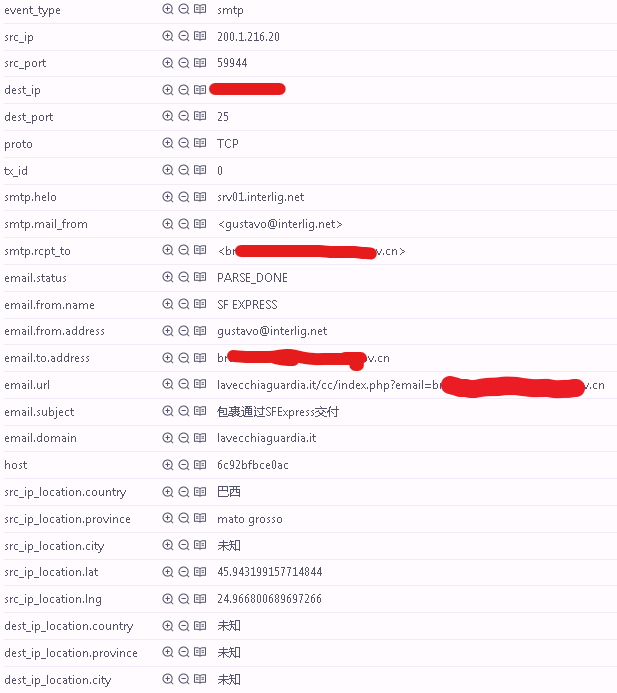 event_type smtp
src_ip 200.1.216.20
src_port 59944
dest_ip
dest_port 25
proto TCP
tx_id 0
smtp.helo srv01.interlig.net
smtp.mail_from <gustavo@interlig.net>
smtp.rcpt_to <br v.cn>
email.status PARSE_DONE
email.from.name SF EXPRESS
email.from.address gustavo@interlig.net
email.to.address br v.cn
email.url lavecchiaguardia.it/cc/index.php?email=br v.cn
email.subject 包裹通过SFExpress交付
email.domain lavecchiaguardia.it
host 6c92bfbce0ac
src_ip_location.country 巴西
src_ip_location.province mato grosso
src_ip_location.city 未知
src_ip_location.lat 45.943199157714844
src_ip_location.lng 24.966800689697266
dest_ip_location.country 未知
dest_ip_location.province 未知
dest_ip_location.city 未知